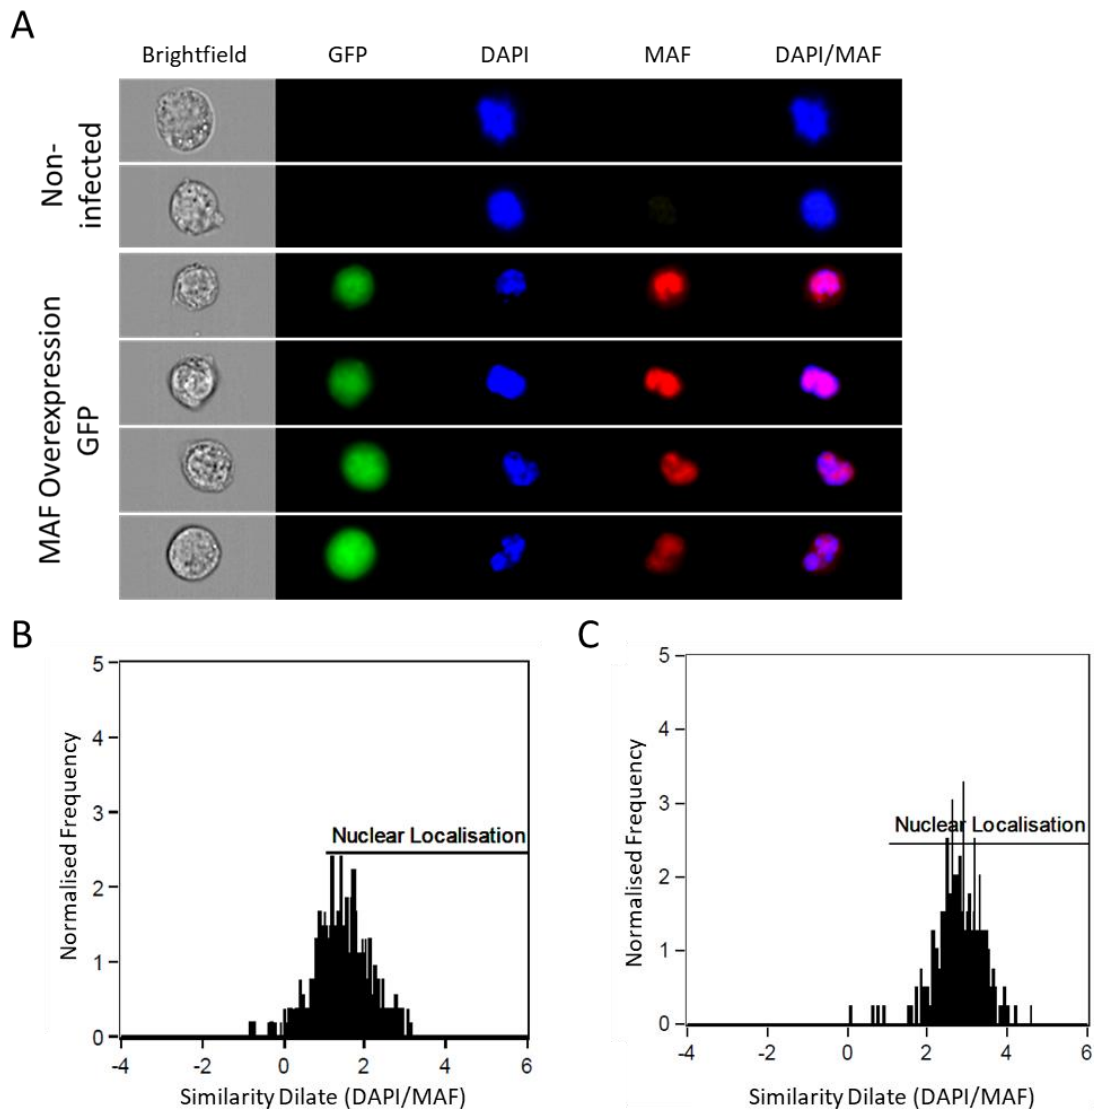 A
Brightfield GFP DAPI MAF DAPI/MAF
Non-
infected
MAF Overexpression
GFP
B
5
4
3
2
1
0
Normalised Frequency
Nuclear Localisation
-4 -2 0 2 4 6
Similarity Dilate (DAPI/MAF)
C
5
4
3
2
1
0
Normalised Frequency
Nuclear Localisation
-4 -2 0 2 4 6
Similarity Dilate (DAPI/MAF)